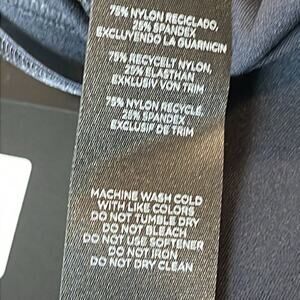 75% NYLON RECICLADO,
25% SPANDEX
EXCLUYENDO LA GUARNICIN
75% RECYCELT NYLON,
25% ELASTHAN
EXKLUSIV VON TRIM
75% NYLON RECYCLÉ,
25% SPANDEX
EXCLUSIF DE TRIM
MACHINE WASH COLD
WITH LIKE COLORS
DO NOT TUMBLE DRY
DO NOT BLEACH
DO NOT USE SOFTENER
DO NOT IRON
DO NOT DRY CLEAN